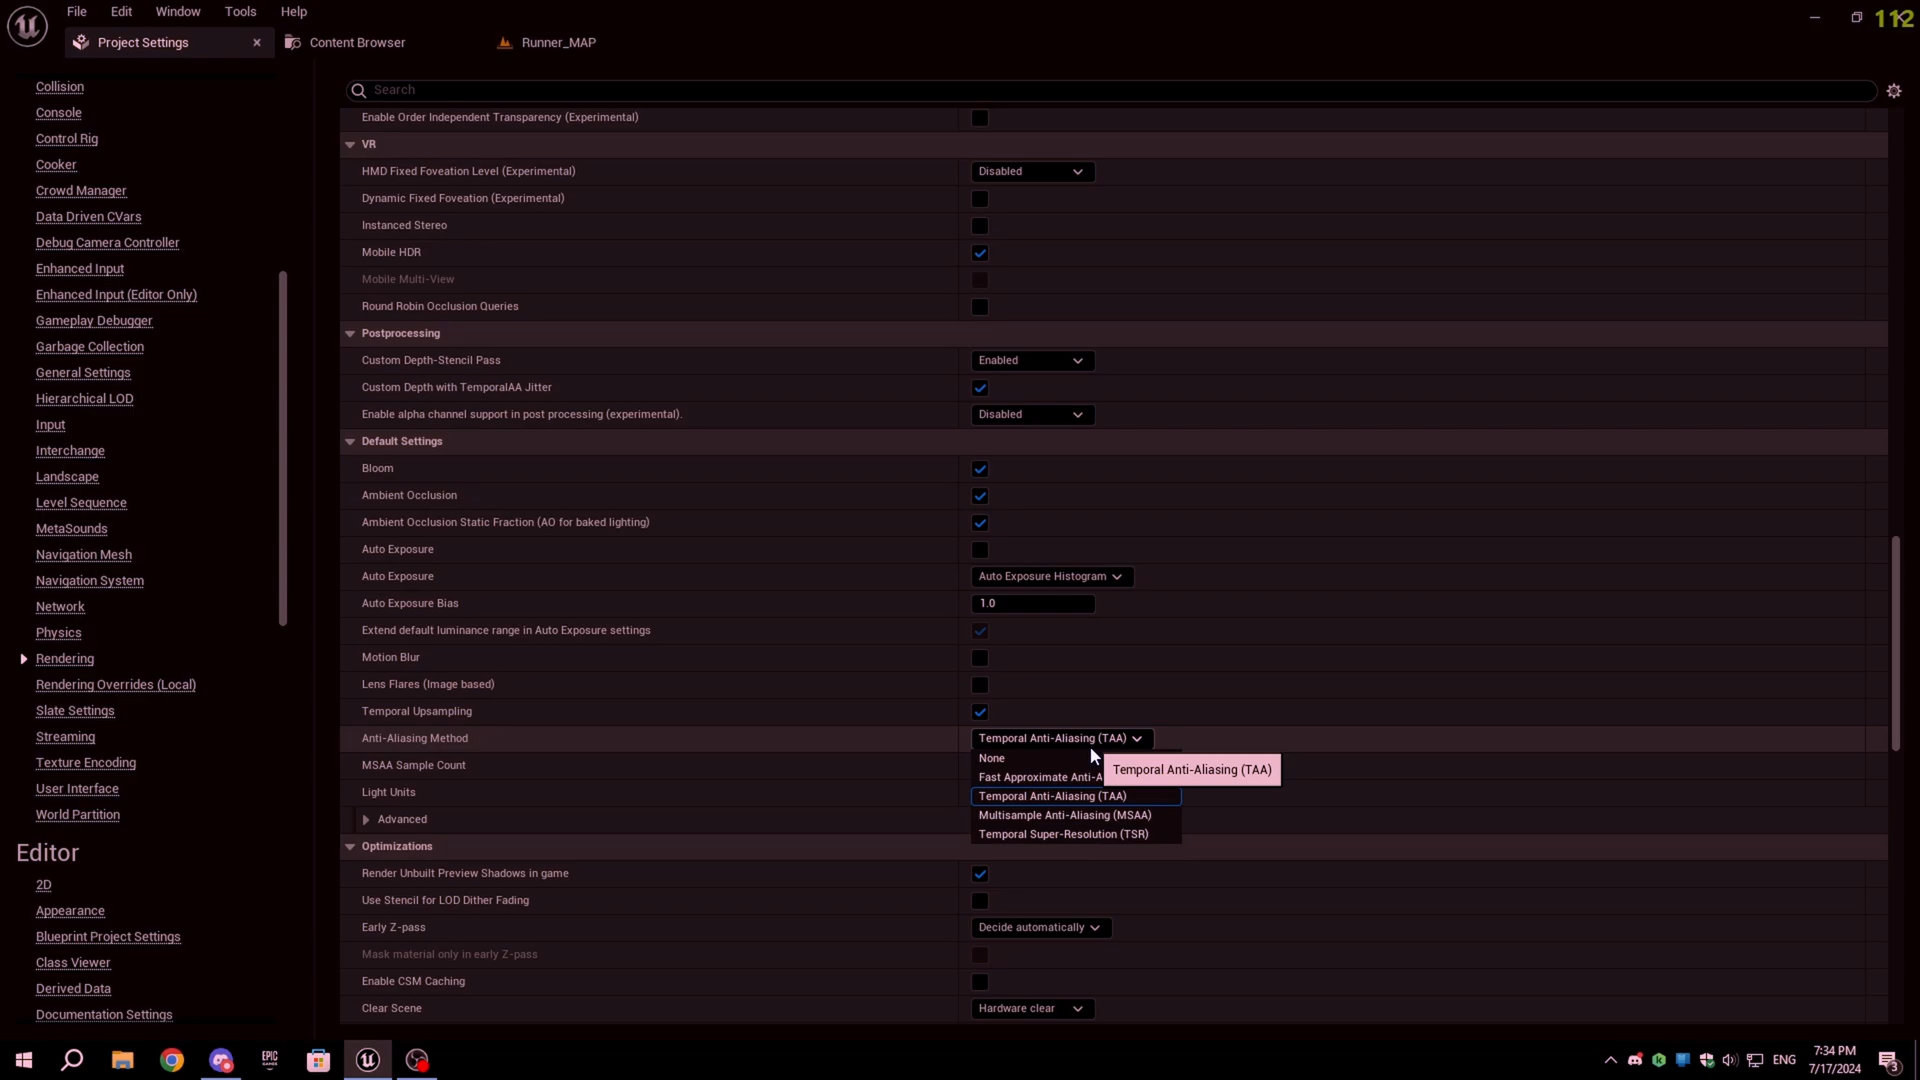 File Edit Window Tools Help
112
Project Settings
Content Browser
Runner_MAP
Collision
Console
Control Rig
Cooker
Crowd Manager
Data Driven CVars
Debug Camera Controller
Enhanced Input
Enhanced Input (Editor Only)
Gameplay Debugger
Garbage Collection
General Settings
Hierarchical LOD
Input
Interchange
Landscape
Level Sequence
MetaSounds
Navigation Mesh
Navigation System
Network
Physics
Rendering
Rendering Overrides (Local)
Slate Settings
Streaming
Texture Encoding
User Interface
World Partition
Editor
2D
Appearance
Blueprint Project Settings
Class Viewer
Derived Data
Documentation Settings
Search
Enable Order Independent Transparency (Experimental)
VR
HMD Fixed Foveation Level (Experimental) Disabled
Dynamic Fixed Foveation (Experimental)
Instanced Stereo
Mobile HDR
Mobile Multi-View
Round Robin Occlusion Queries
Postprocessing
Custom Depth-Stencil Pass Enabled
Custom Depth with TemporalAA Jitter
Enable alpha channel support in post processing (experimental). Disabled
Default Settings
Bloom
Ambient Occlusion
Ambient Occlusion Static Fraction (AO for baked lighting)
Auto Exposure
Auto Exposure Auto Exposure Histogram
Auto Exposure Bias 1.0
Extend default luminance range in Auto Exposure settings
Motion Blur
Lens Flares (Image based)
Temporal Upsampling
Anti-Aliasing Method Temporal Anti-Aliasing (TAA)
None
MSAA Sample Count
Temporal Anti-Aliasing (TAA)
Fast Approximate Anti-A
Light Units
Temporal Anti-Aliasing (TAA)
Multisample Anti-Aliasing (MSAA)
Advanced
Temporal Super-Resolution (TSR)
Optimizations
Render Unbuilt Preview Shadows in game
Use Stencil for LOD Dither Fading
Early Z-pass Decide automatically
Mask material only in early Z-pass
Enable CSM Caching
Clear Scene Hardware clear
EPIC
GAMES
ENG
7:34 PM
7/17/2024
3